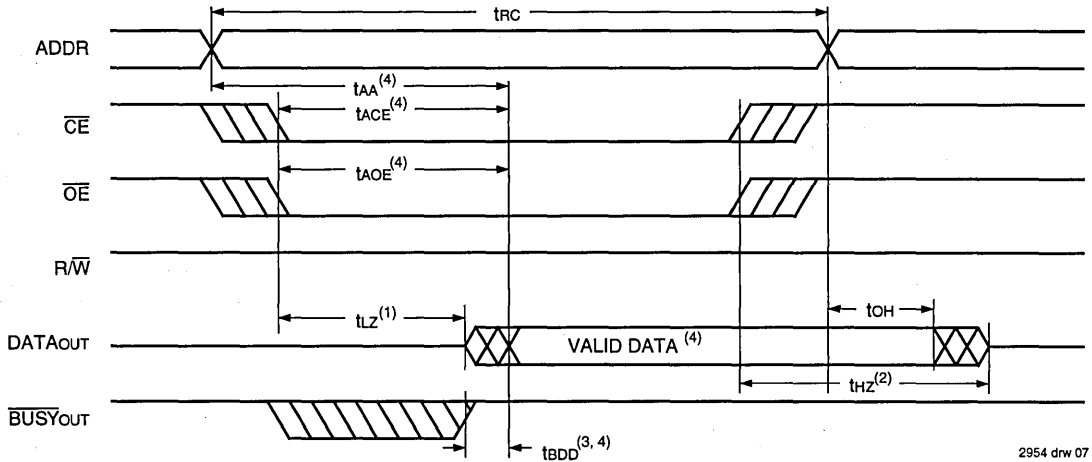 tRC
ADDR
tAA(4)
tACE(4)
CE
tAOE(4)
OE
R/W
tLZ(1)
tOH
DATAOUT
VALID DATA (4)
tHZ(2)
BUSYOUT
tBDD(3, 4)
2954 drw 07